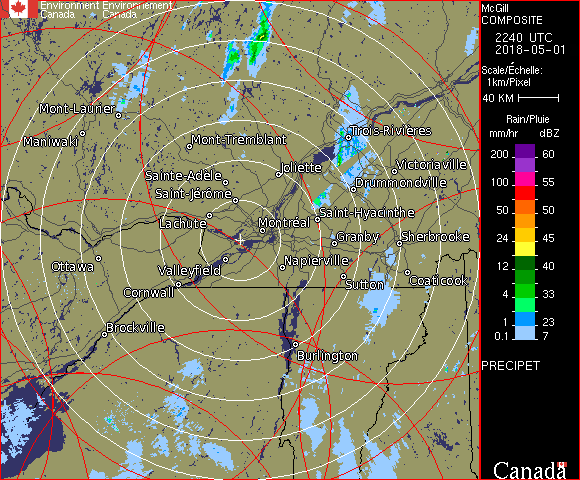 Environment Environnement
Canada Canada
McGill
COMPOSITE
2240 UTC
2018-05-01
Scale/Échelle:
1km/Pixel
40 KM
Rain/Pluie
mm/hr dBZ
200 60
150 57
100 55
50 50
24 45
12 40
4 33
1 23
0.1 7
PRECIPET
Canada
Mont-Laurier
Maniwaki
Mont-Tremblant
Trois-Rivières
Joliette
Victoriaville
Sainte-Adèle
Drummondville
Saint-Jérôme
Saint-Hyacinthe
Lachute
Montréal
Granby
Sherbrooke
Ottawa
Valleyfield
Napierville
Coaticook
Sutton
Cornwall
Brockville
Burlington